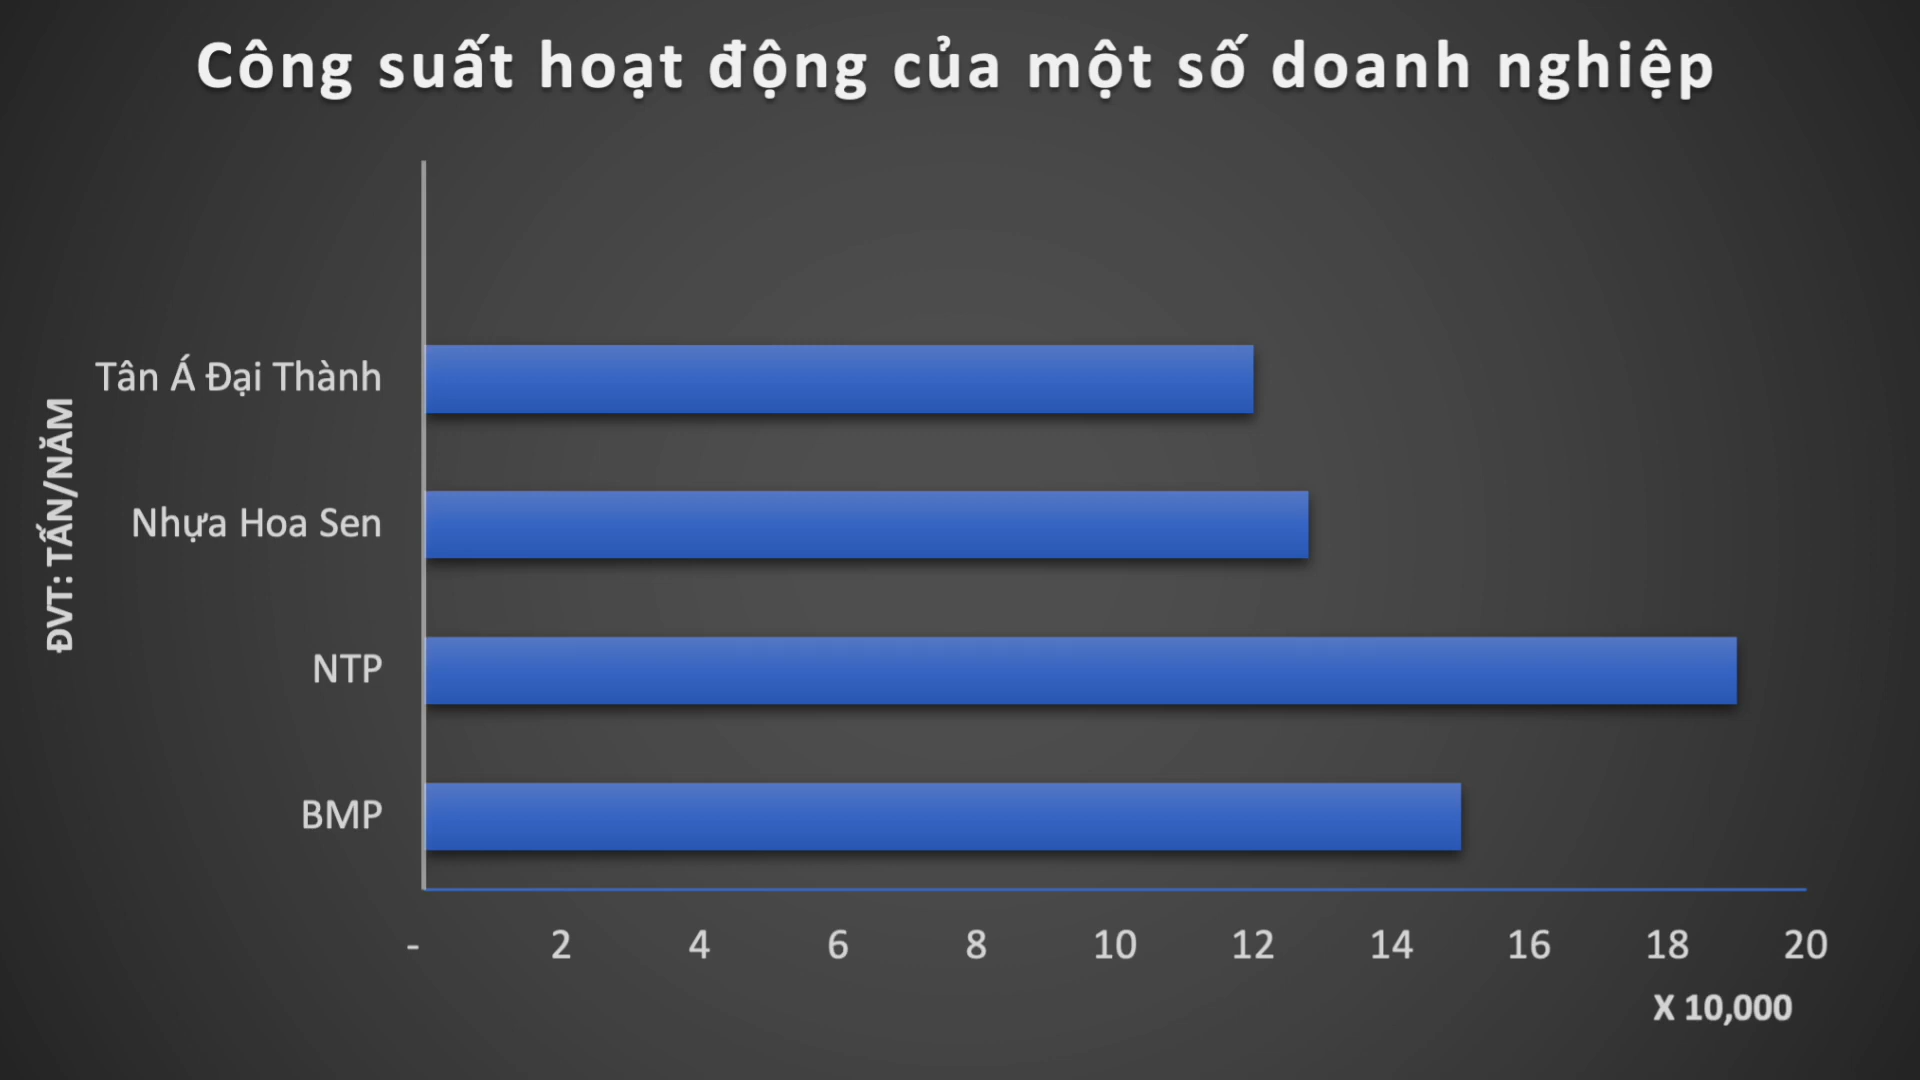 Công suất hoạt động của một số doanh nghiệp
ĐVT: TẤN/NĂM
Tân Á Đại Thành
Nhựa Hoa Sen
NTP
BMP
- 2 4 6 8 10 12 14 16 18 20
X 10,000